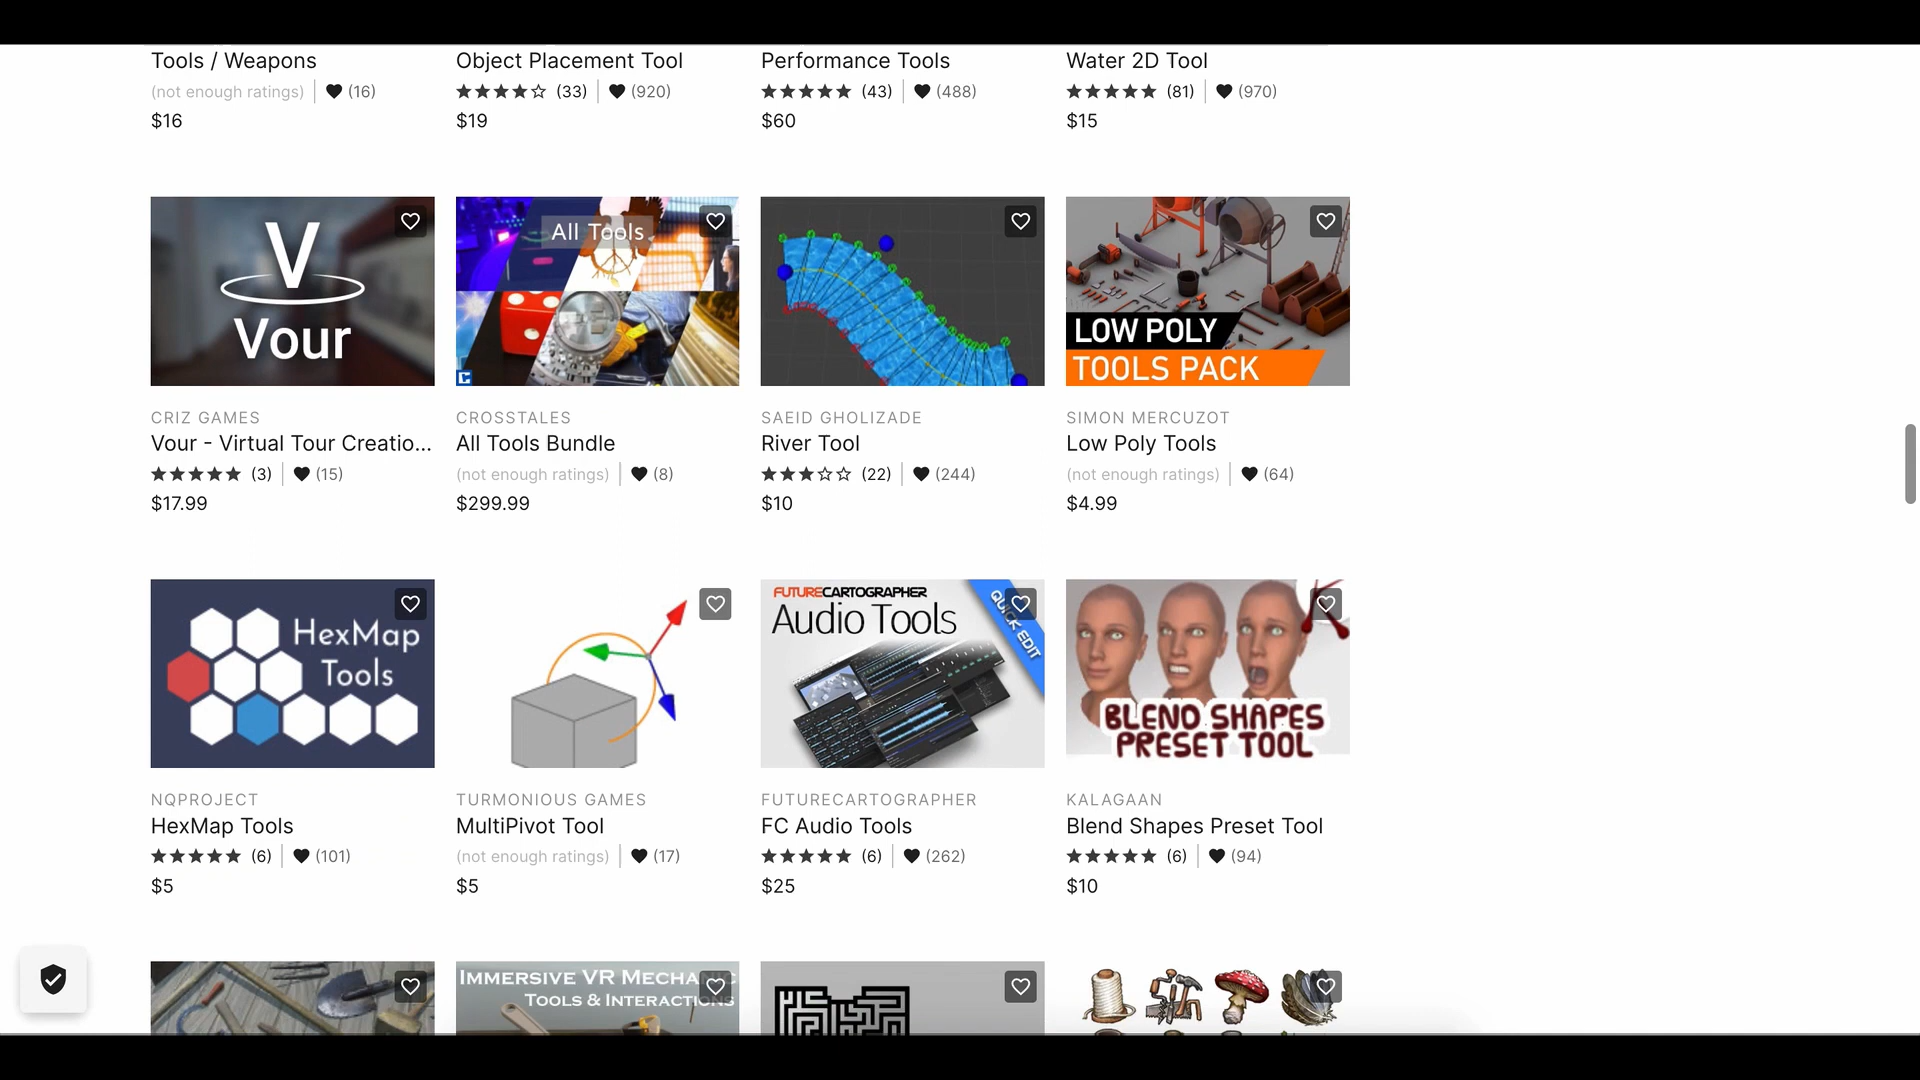 Tools / Weapons
(not enough ratings) (16)
$16
Object Placement Tool
(33) (920)
$19
Performance Tools
(43) (488)
$60
Water 2D Tool
(81) (970)
$15
V
Vour
CRIZ GAMES
Vour - Virtual Tour Creatio...
(3) (15)
$17.99
All Tools
C
CROSSTALES
All Tools Bundle
(not enough ratings) (8)
$299.99
SAEID GHOLIZADE
River Tool
(22) (244)
$10
LOW POLY
TOOLS PACK
SIMON MERCUZOT
Low Poly Tools
(not enough ratings) (64)
$4.99
HexMap
Tools
NQPROJECT
HexMap Tools
(6) (101)
$5
TURMONIOUS GAMES
MultiPivot Tool
(not enough ratings) (17)
$5
FUTURECARTOGRAPHER
Audio Tools
QUICK EDIT
FUTURECARTOGRAPHER
FC Audio Tools
(6) (262)
$25
BLEND SHAPES
PRESET TOOL
KALAGAAN
Blend Shapes Preset Tool
(6) (94)
$10
IMMERSIVE VR MECHANIC
TOOLS & INTERACTIONS